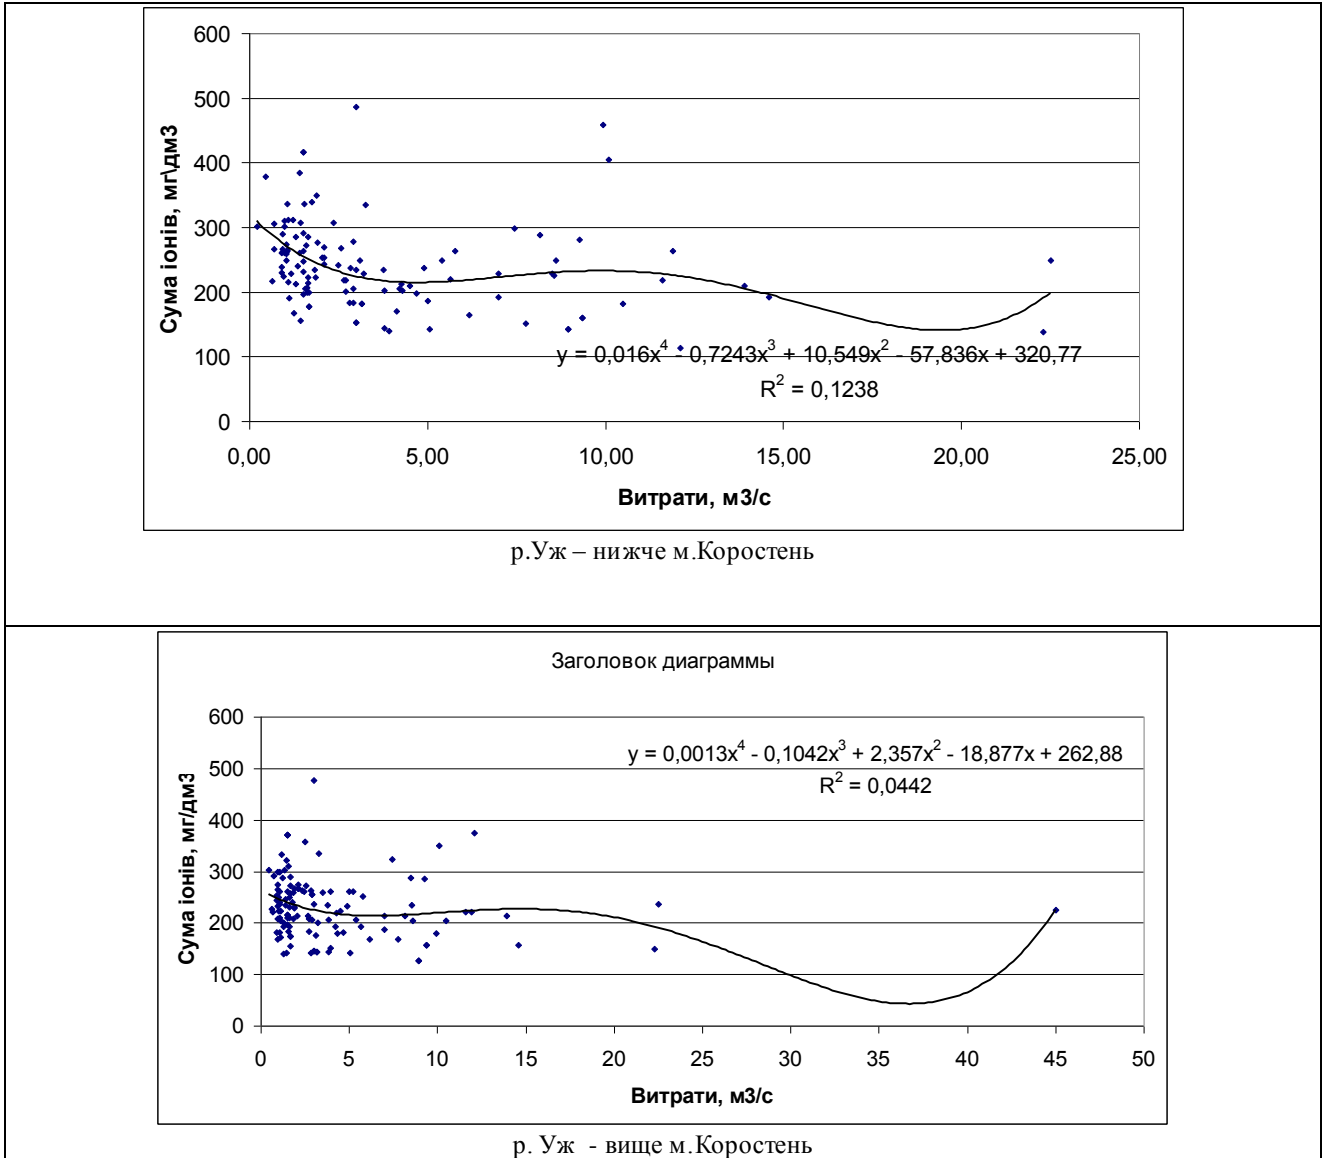 600
500
400
300
200
100
0
Сума іонів, мг\дм3
y = 0,016x⁴ - 0,7243x³ + 10,549x² - 57,836x + 320,77
R² = 0,1238
0,00 5,00 10,00 15,00 20,00 25,00
Витрати, м3/с
р.Уж – нижче м.Коростень
Заголовок диаграммы
600
500
400
300
200
100
0
Сума іонів, мг/дм3
y = 0,0013x⁴ - 0,1042x³ + 2,357x² - 18,877x + 262,88
R² = 0,0442
0 5 10 15 20 25 30 35 40 45 50
Витрати, м3/с
р. Уж - вище м.Коростень